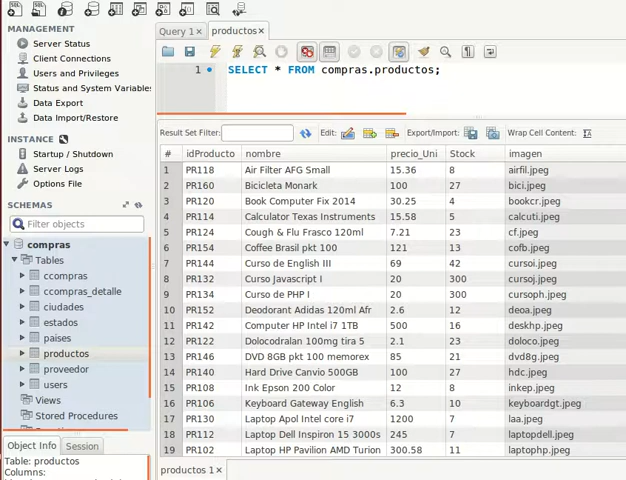 MANAGEMENT
Server Status
Client Connections
Users and Privileges
Status and System Variables
Data Export
Data Import/Restore
INSTANCE
Startup / Shutdown
Server Logs
Options File
SCHEMAS
Filter objects
compras
Tables
ccompras
ccompras_detalle
ciudades
estados
paises
productos
proveedor
users
Views
Stored Procedures
Object Info Session
Table: productos
Columns:
Query 1 productos
1 SELECT * FROM compras.productos;
Result Set Filter: Edit: Export/Import: Wrap Cell Content:
# idProducto nombre precio_Uni Stock imagen
1 PR118 Air Filter AFG Small 15.36 8 airfil.jpeg
2 PR160 Bicicleta Monark 100 27 bici.jpeg
3 PR120 Book Computer Fix 2014 30.25 4 bookcr.jpeg
4 PR114 Calculator Texas Instruments 15.58 5 calcuti.jpeg
5 PR124 Cough & Flu Frasco 120ml 7.21 23 cf.jpeg
6 PR154 Coffee Brasil pkt 100 121 13 cofb.jpeg
7 PR144 Curso de English III 69 42 cursoi.jpeg
8 PR132 Curso Javascript I 20 300 cursoj.jpeg
9 PR134 Curso de PHP I 20 300 cursoph.jpeg
10 PR152 Deodorant Adidas 120ml Afr 2.6 12 deoa.jpeg
11 PR142 Computer HP Intel i7 1TB 500 16 deskhp.jpeg
12 PR122 Dolocodralan 100mg tira 5 2.1 23 doloco.jpeg
13 PR146 DVD 8GB pkt 100 memorex 85 21 dvd8g.jpeg
14 PR140 Hard Drive Canvio 500GB 100 27 hdc.jpeg
15 PR108 Ink Epson 200 Color 12 8 inkep.jpeg
16 PR106 Keyboard Gateway English 6.3 10 keyboardgt.jpeg
17 PR130 Laptop Apol Intel core i7 1200 7 laa.jpeg
18 PR112 Laptop Dell Inspiron 15 3000s 245 7 laptopdell.jpeg
19 PR102 Laptop HP Pavilion AMD Turion 300.58 11 laptophp.jpeg
productos 1